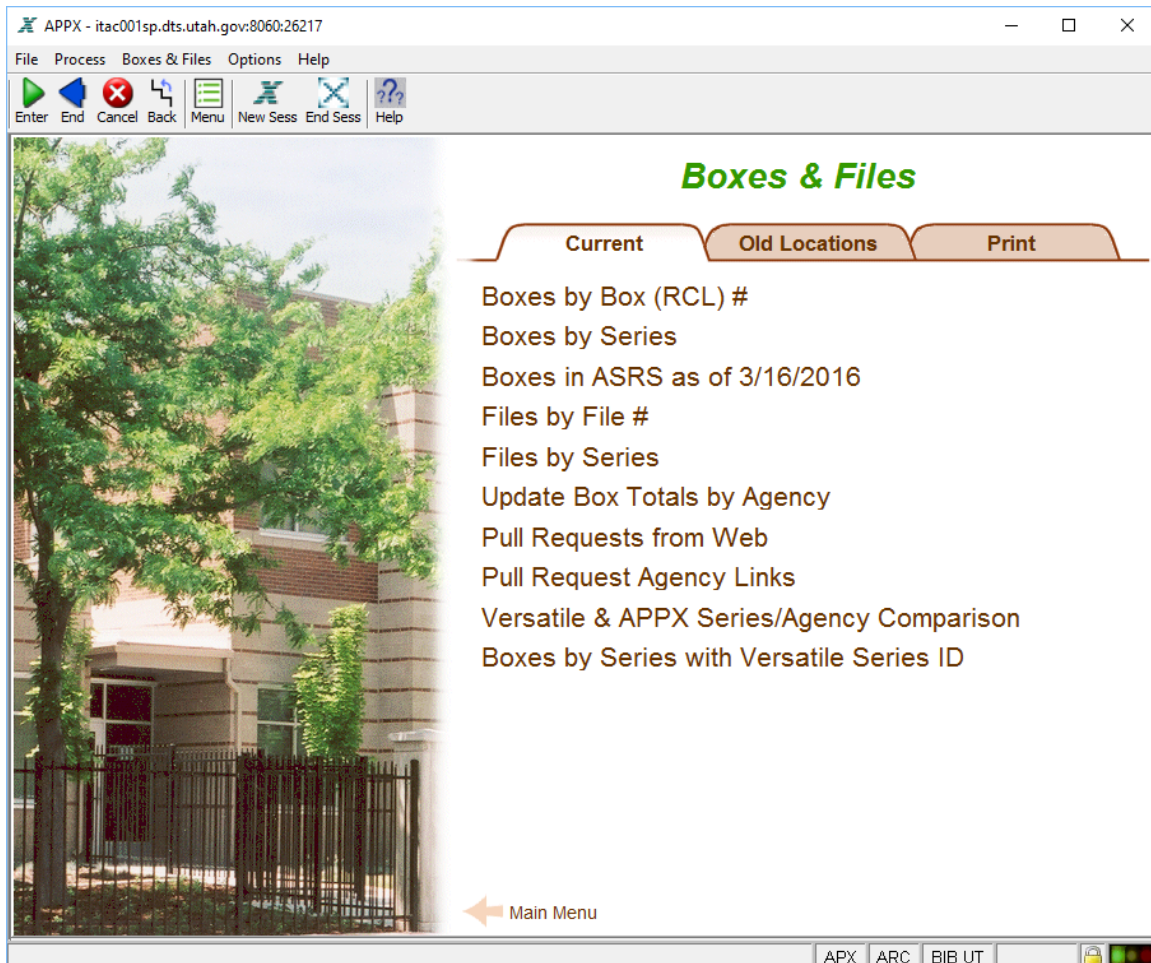 APPX - itac001sp.dts.utah.gov:8060:26217
File Process Boxes & Files Options Help
Enter End Cancel Back Menu New Sess End Sess Help
Boxes & Files
Current Old Locations Print
Boxes by Box (RCL) #
Boxes by Series
Boxes in ASRS as of 3/16/2016
Files by File #
Files by Series
Update Box Totals by Agency
Pull Requests from Web
Pull Request Agency Links
Versatile & APPX Series/Agency Comparison
Boxes by Series with Versatile Series ID
Main Menu
APX ARC BIB UT